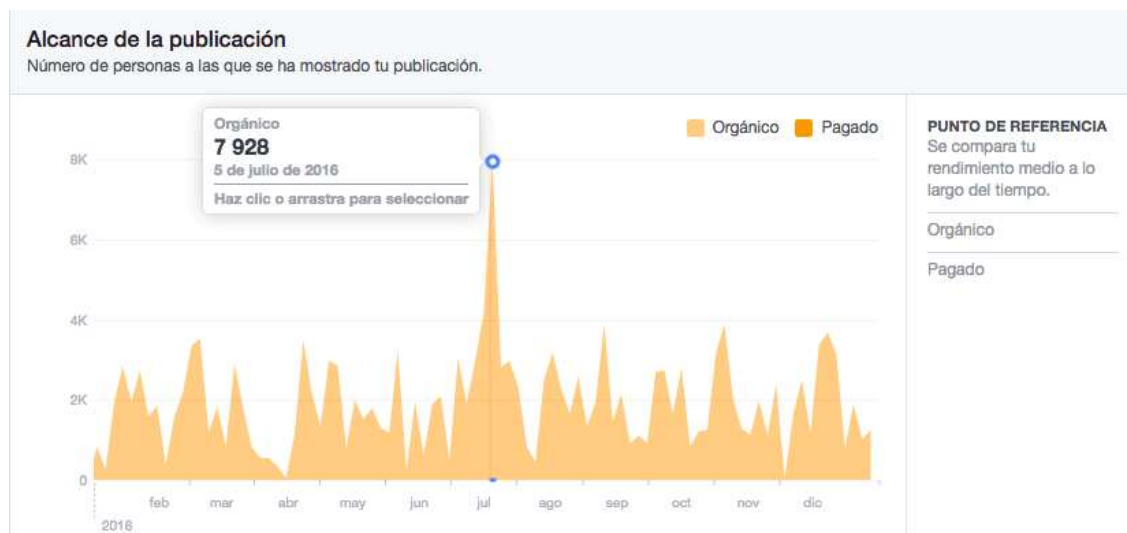 Alcance de la publicación
Número de personas a las que se ha mostrado tu publicación.
Orgánico
7 928
5 de julio de 2016
Haz clic o arrastra para seleccionar
Orgánico Pagado
8K
6K
4K
2K
0
feb mar abr may jun jul ago sep oct nov dic
2016
PUNTO DE REFERENCIA
Se compara tu
rendimiento medio a lo
largo del tiempo.
Orgánico
Pagado